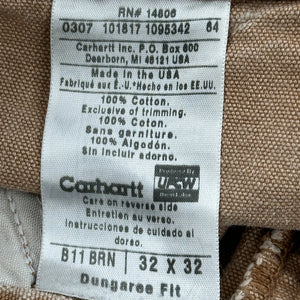 RN# 14806
0307 101817 1095342 64
Carhartt Inc. P.O. Box 600
Dearborn, MI 48121 USA
Made in the USA
Fabriqué aux É.-U.*Hecho en los EE.UU.
100% Cotton.
Exclusive of trimming.
100% Coton.
Sans garniture.
100% Algodón.
Sin incluir adorno.
Produced By
UFCW
Carhartt
Care on reverse side
Entretien au verso.
Instrucciones de cuidado al
dorso.
B11 BRN 32 X 32
Dungaree Fit